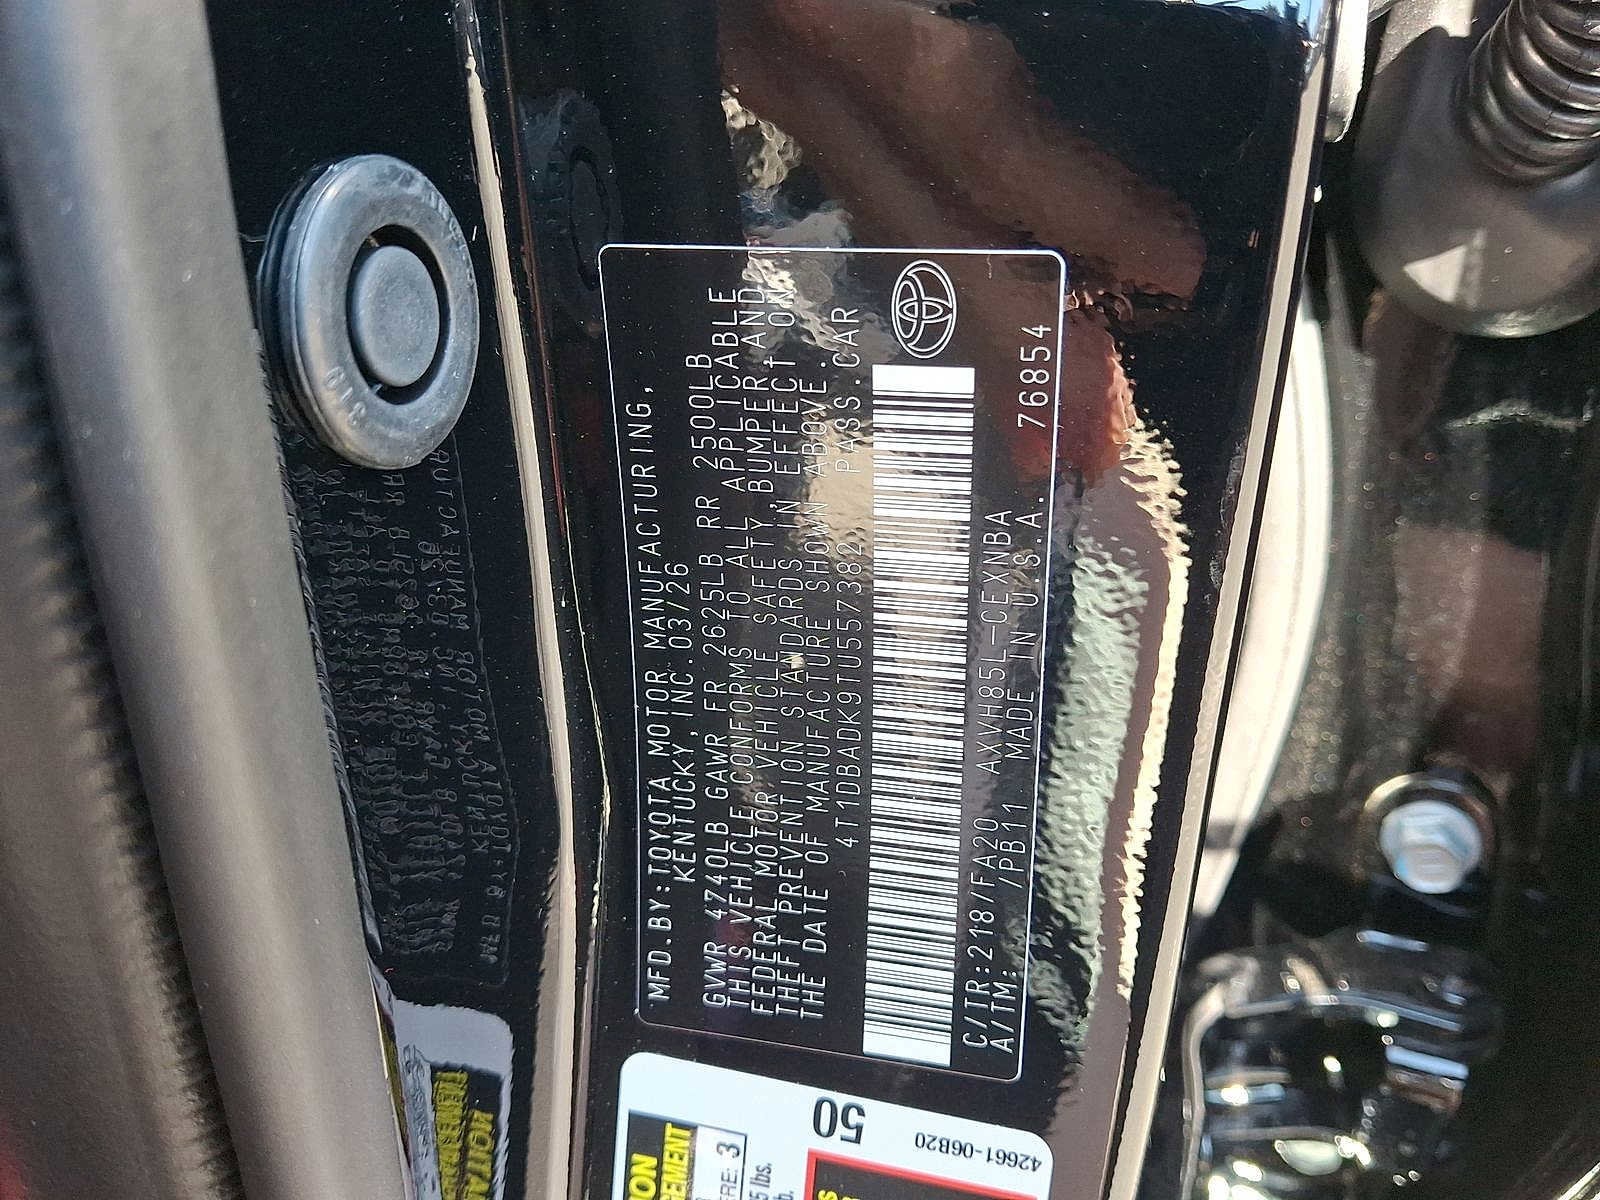 MFD.BY:TOYOTA MOTOR MANUFACTURING,
KENTUCKY,INC.03/26
GVWR 4740LB GAWR FR 2625LB RR 2500LB
THIS VEHICLE CONFORMS TO ALL APPLICABLE
FEDERAL MOTOR VEHICLE SAFETY, BUMPER, AND
THEFT PREVENTION STANDARDS IN EFFECT ON
THE DATE OF MANUFACTURE SHOWN ABOVE.
4T1DBADK9TU557382 PASS.CAR
C/TR:218/FA20 AXVH85L-CEXNBA
A/TM: /PB11 MADE IN U.S.A. 76854
50
42661-06B20
3